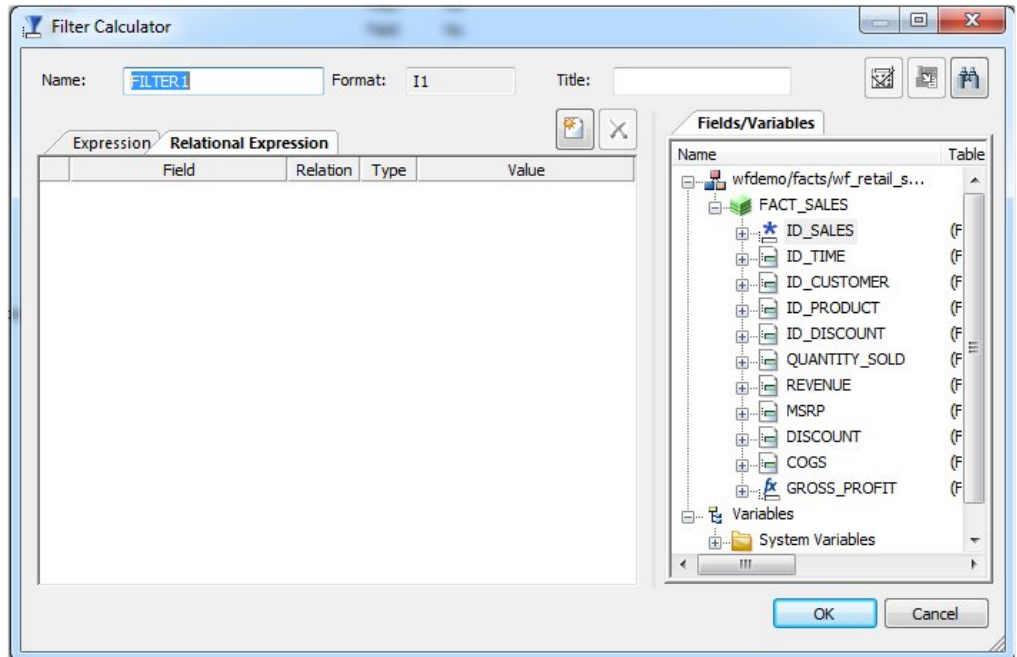 Filter Calculator
Name: FILTER1 Format: I1 Title:
Expression Relational Expression
Field Relation Type Value
Fields/Variables
Name Table
wfdemo/facts/wf_retail_s...
FACT_SALES
ID_SALES (F
ID_TIME (F
ID_CUSTOMER (F
ID_PRODUCT (F
ID_DISCOUNT (F
QUANTITY_SOLD (F
REVENUE (F
MSRP (F
DISCOUNT (F
COGS (F
GROSS_PROFIT (F
Variables
System Variables
OK Cancel